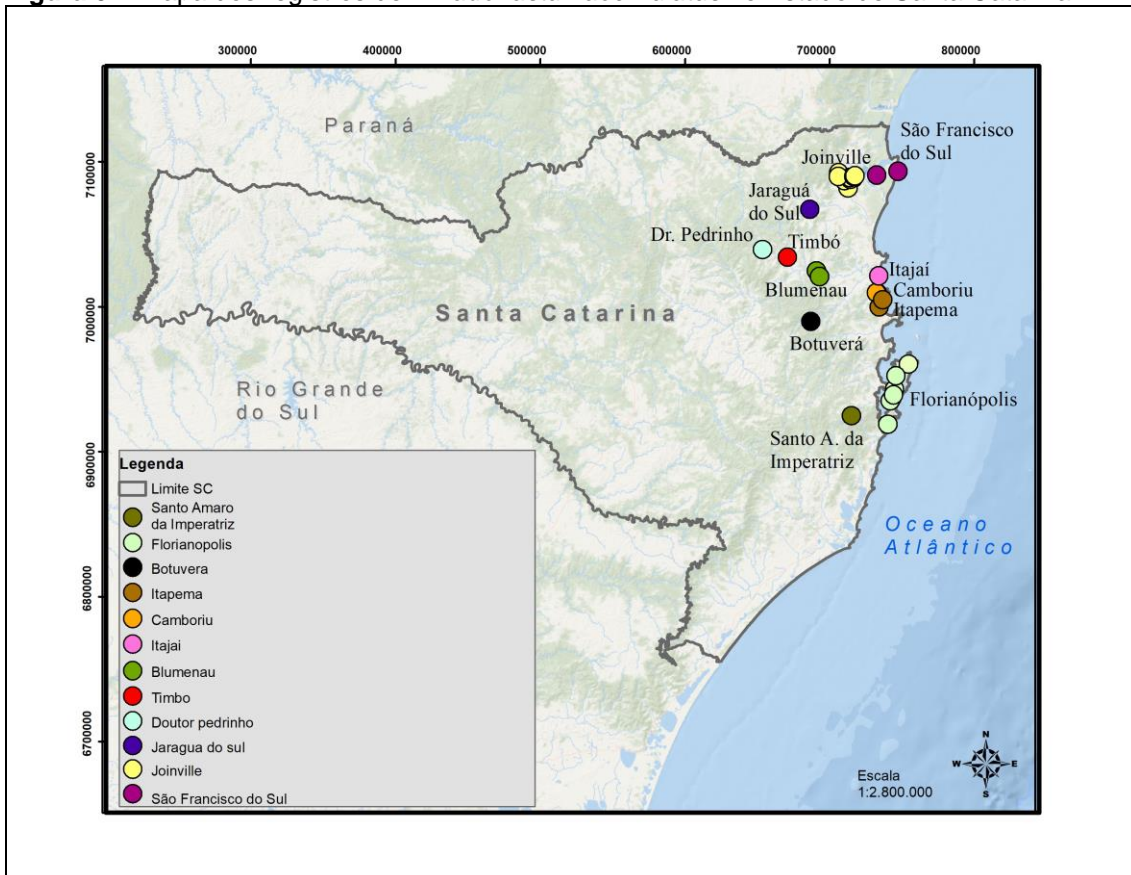 300000 400000 500000 600000 700000 800000
7100000
7000000
6900000
6800000
6700000
Paraná
São Francisco
do Sul
Joinville
Jaraguá
do Sul
Dr. Pedrinho
Timbó
Itajaí
Blumenau
Camboriu
Santa Catarina
Itapema
Botuverá
Rio Grande
do Sul
Florianópolis
Santo A. da
Imperatriz
Oceano
Atlântico
Legenda
Limite SC
Santo Amaro
da Imperatriz
Florianopolis
Botuvera
Itapema
Camboriu
Itajai
Blumenau
Timbo
Doutor pedrinho
Jaragua do sul
Joinville
São Francisco do Sul
N
W E
S
Escala
1:2.800.000